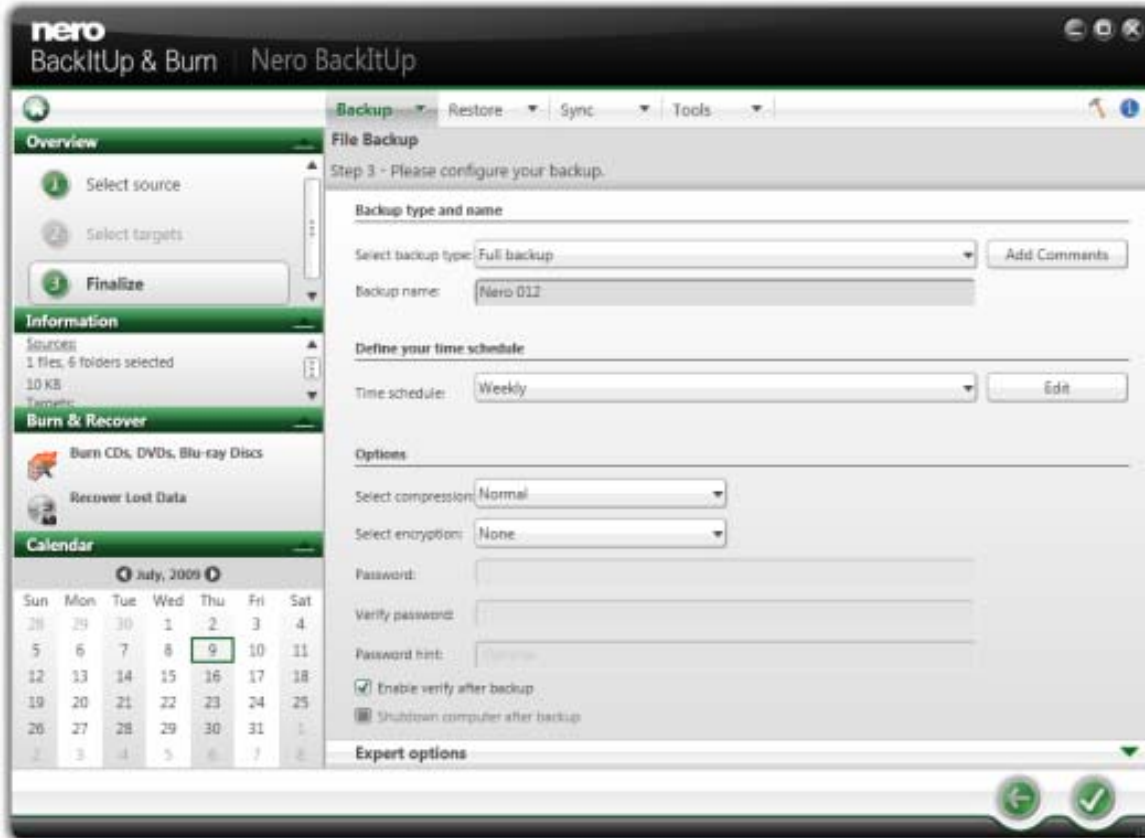 nero
BackItUp & Burn Nero BackItUp
Backup Restore Sync Tools
Overview
1 Select source
Select targets
3 Finalize
Information
Sources:
1 files, 6 folders selected
10 KB
Targets:
Burn & Recover
Burn CDs, DVDs, Blu-ray Discs
Recover Lost Data
Calendar
July, 2009
Sun Mon Tue Wed Thu Fri Sat
28 29 30 1 2 3 4
5 6 7 8 9 10 11
12 13 14 15 16 17 18
19 20 21 22 23 24 25
26 27 28 29 30 31 1
2 3 4 5 6 7 8
File Backup
Step 3 - Please configure your backup.
Backup type and name
Select backup type: Full backup Add Comments
Backup name: Nero 012
Define your time schedule
Time schedule: Weekly Edit
Options
Select compression: Normal
Select encryption: None
Password:
Verify password:
Password hint:
Enable verify after backup
Shutdown computer after backup
Expert options